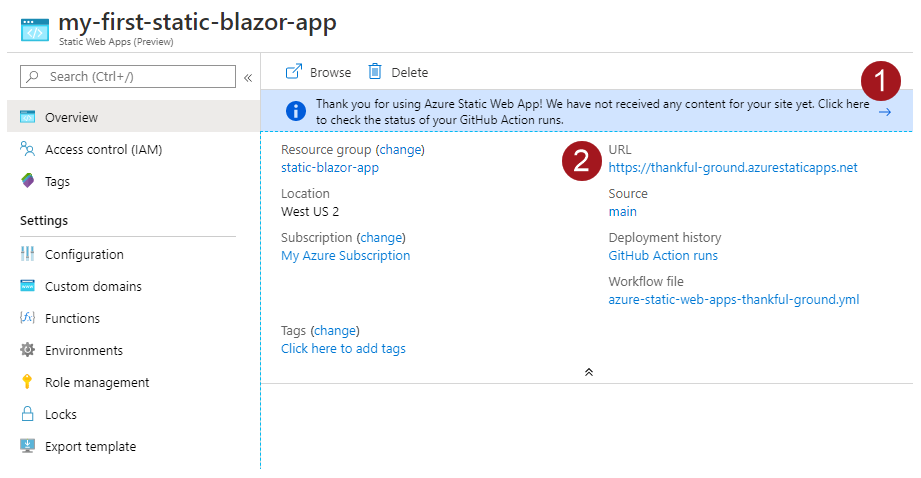 my-first-static-blazor-app
Static Web Apps (Preview)
Search (Ctrl+/)
«
Overview
Access control (IAM)
Tags
Settings
Configuration
Custom domains
Functions
Environments
Role management
Locks
Export template
Browse
Delete
1
Thank you for using Azure Static Web App! We have not received any content for your site yet. Click here
to check the status of your GitHub Action runs.
Resource group (change)
static-blazor-app
Location
West US 2
Subscription (change)
My Azure Subscription
Tags (change)
Click here to add tags
2
URL
https://thankful-ground.azurestaticapps.net
Source
main
Deployment history
GitHub Action runs
Workflow file
azure-static-web-apps-thankful-ground.yml